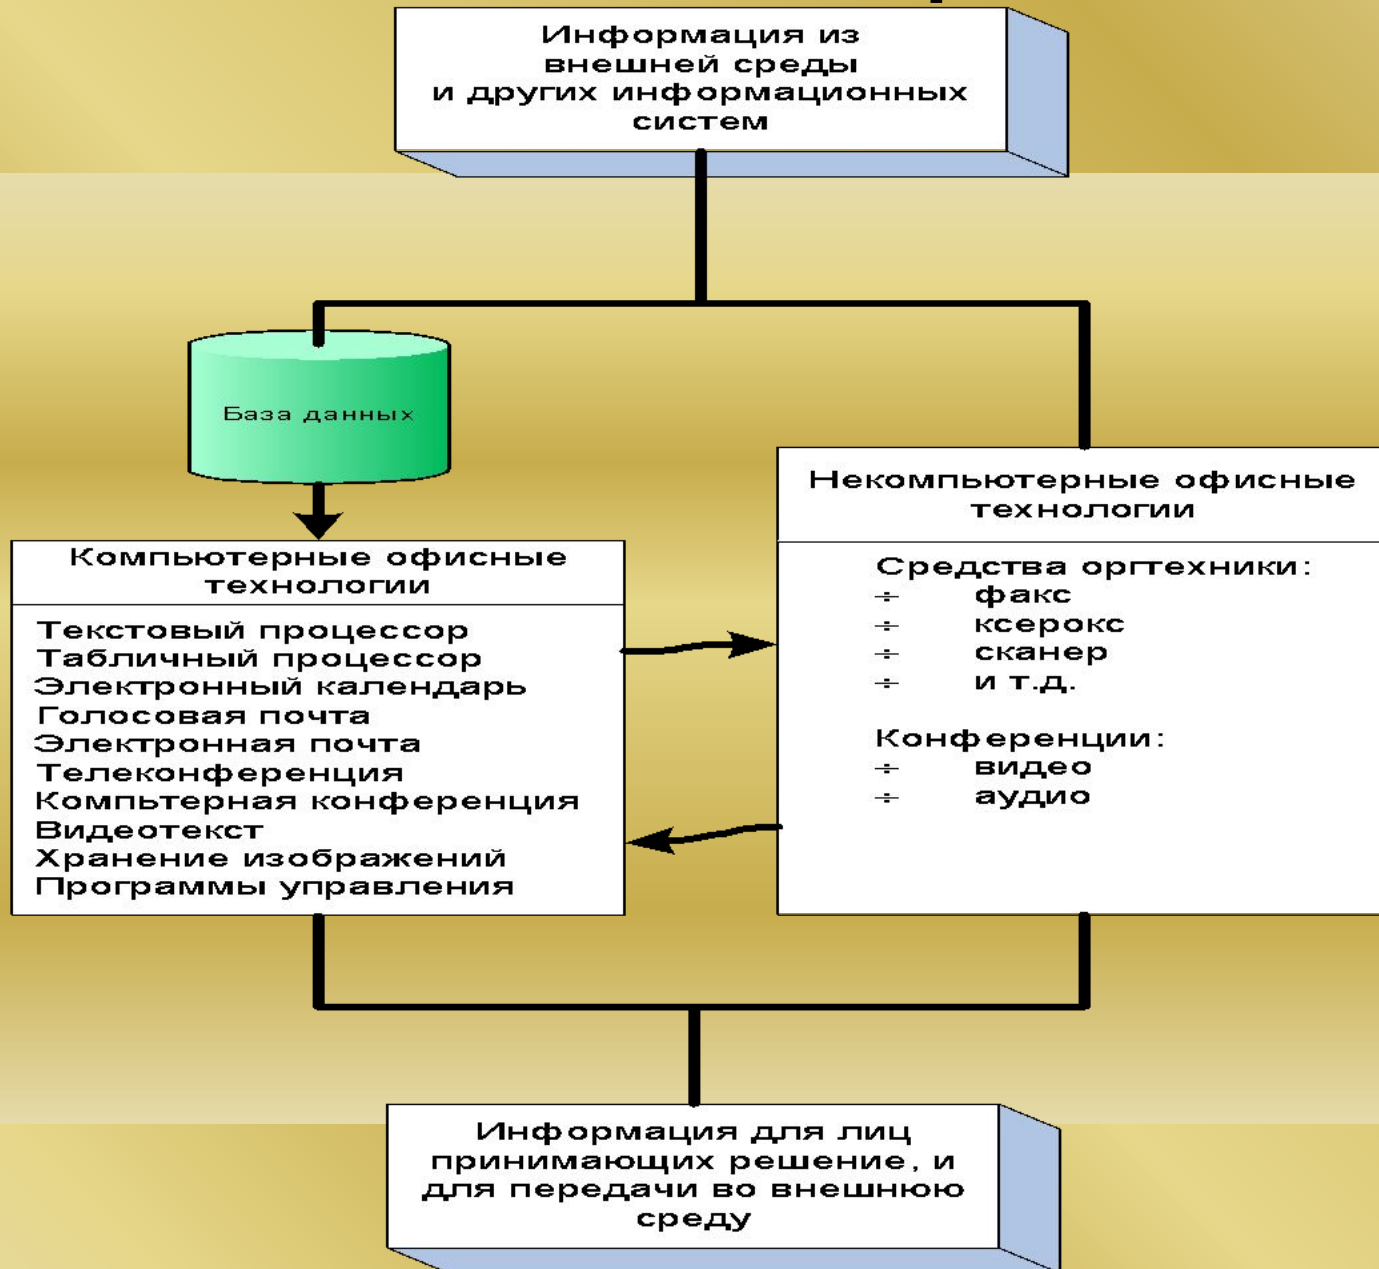 Информация из
внешней среды
и других информационных
систем
База данных
Компьютерные офисные
технологии
Текстовый процессор
Табличный процессор
Электронный календарь
Голосовая почта
Электронная почта
Телеконференция
Компьтерная конференция
Видеотекст
Хранение изображений
Программы управления
Некомпьютерные офисные
технологии
Средства оргтехники:
÷ факс
÷ ксерокс
÷ сканер
÷ и т.д.
Конференции:
÷ видео
÷ аудио
Информация для лиц
принимающих решение, и
для передачи во внешнюю
среду